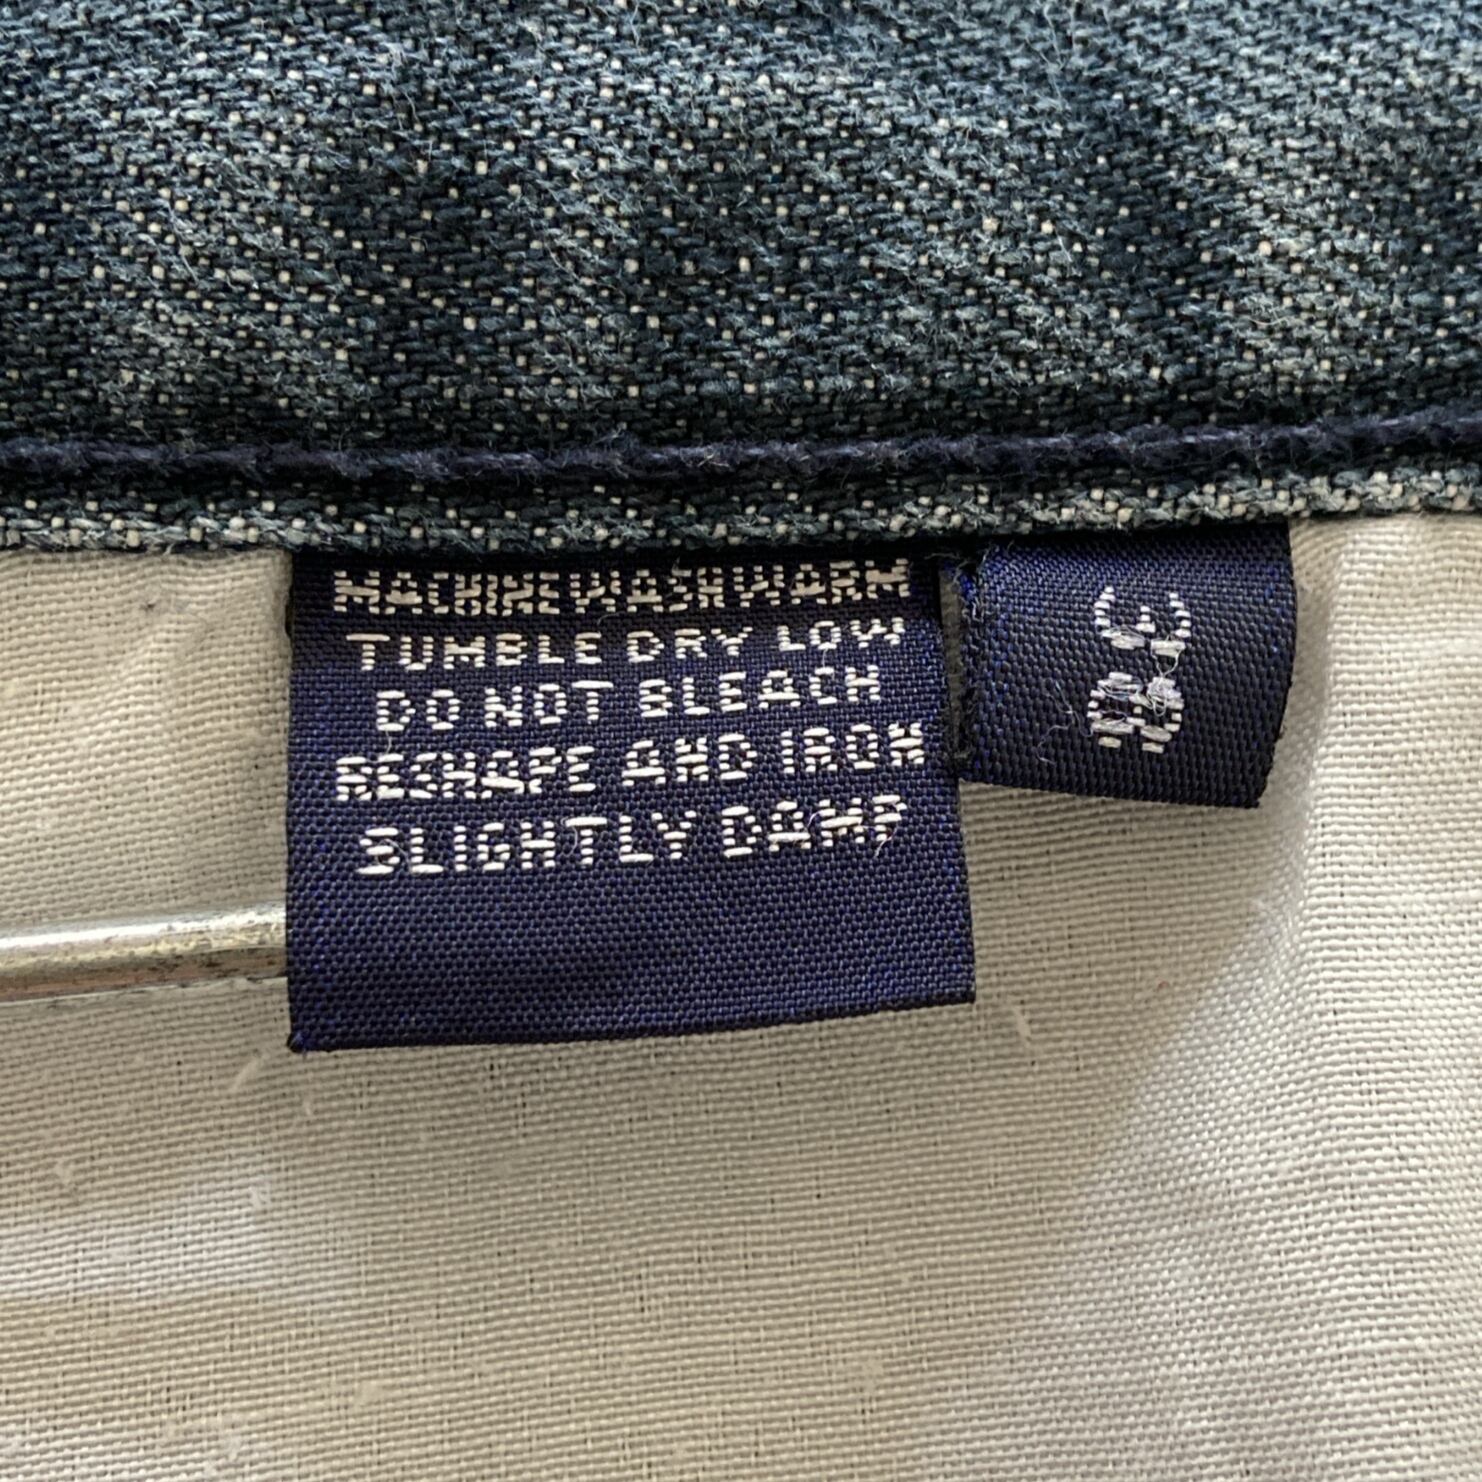 MACHINE WASH WARM
TUMBLE DRY LOW
DO NOT BLEACH
RESHAPE AND IRON
SLIGHTLY DAMP